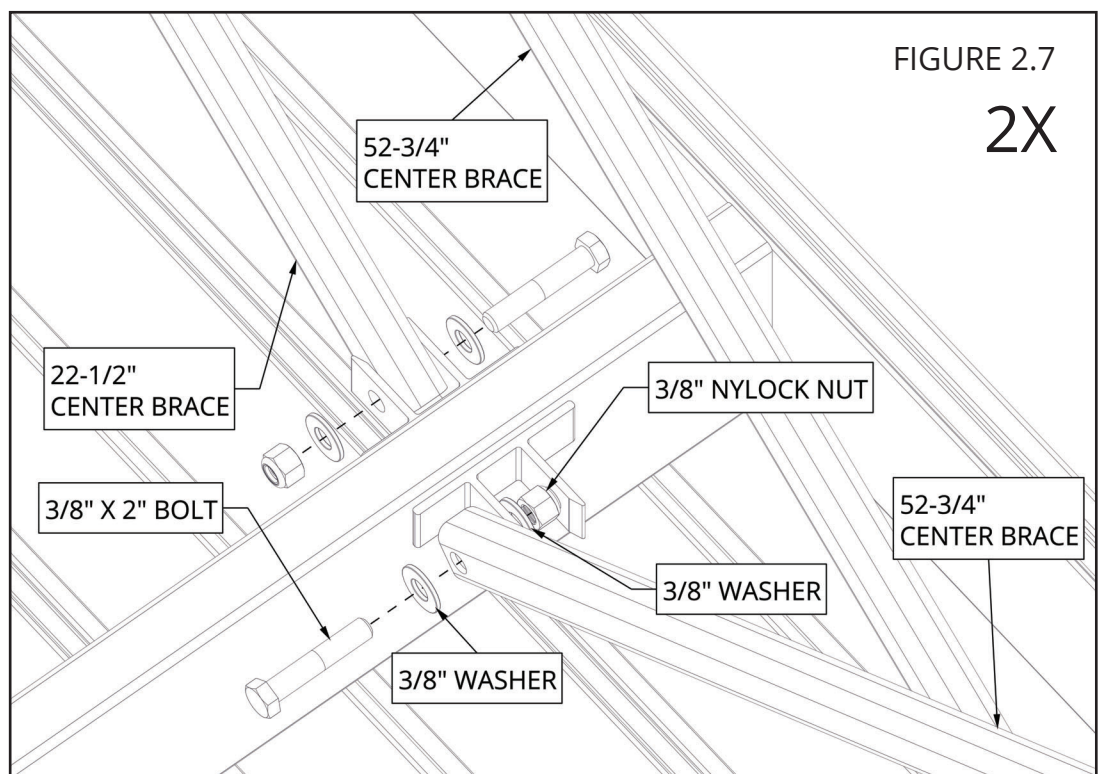 FIGURE 2.7
2X
52-3/4"
CENTER BRACE
22-1/2"
CENTER BRACE
3/8" NYLOCK NUT
3/8" X 2" BOLT
52-3/4"
CENTER BRACE
3/8" WASHER
3/8" WASHER